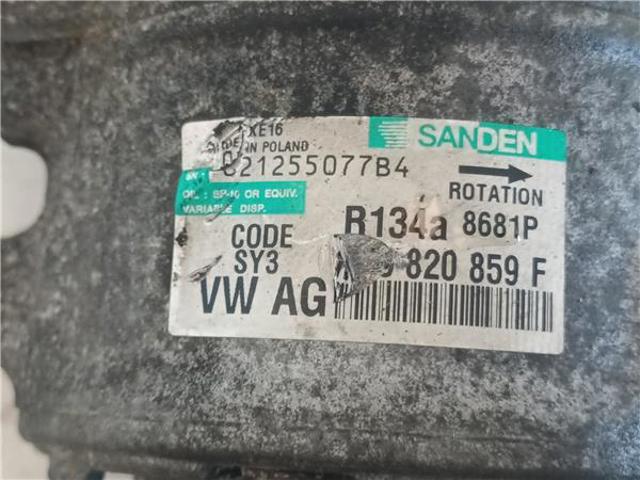 XE16
SANDEN
IN POLAND
21255077B4
ROTATION
OIL : SP-10 OR EQUIV.
VARIABLE DISP.
R134a 8681P
CODE
SY3
820 859 F
VW AG